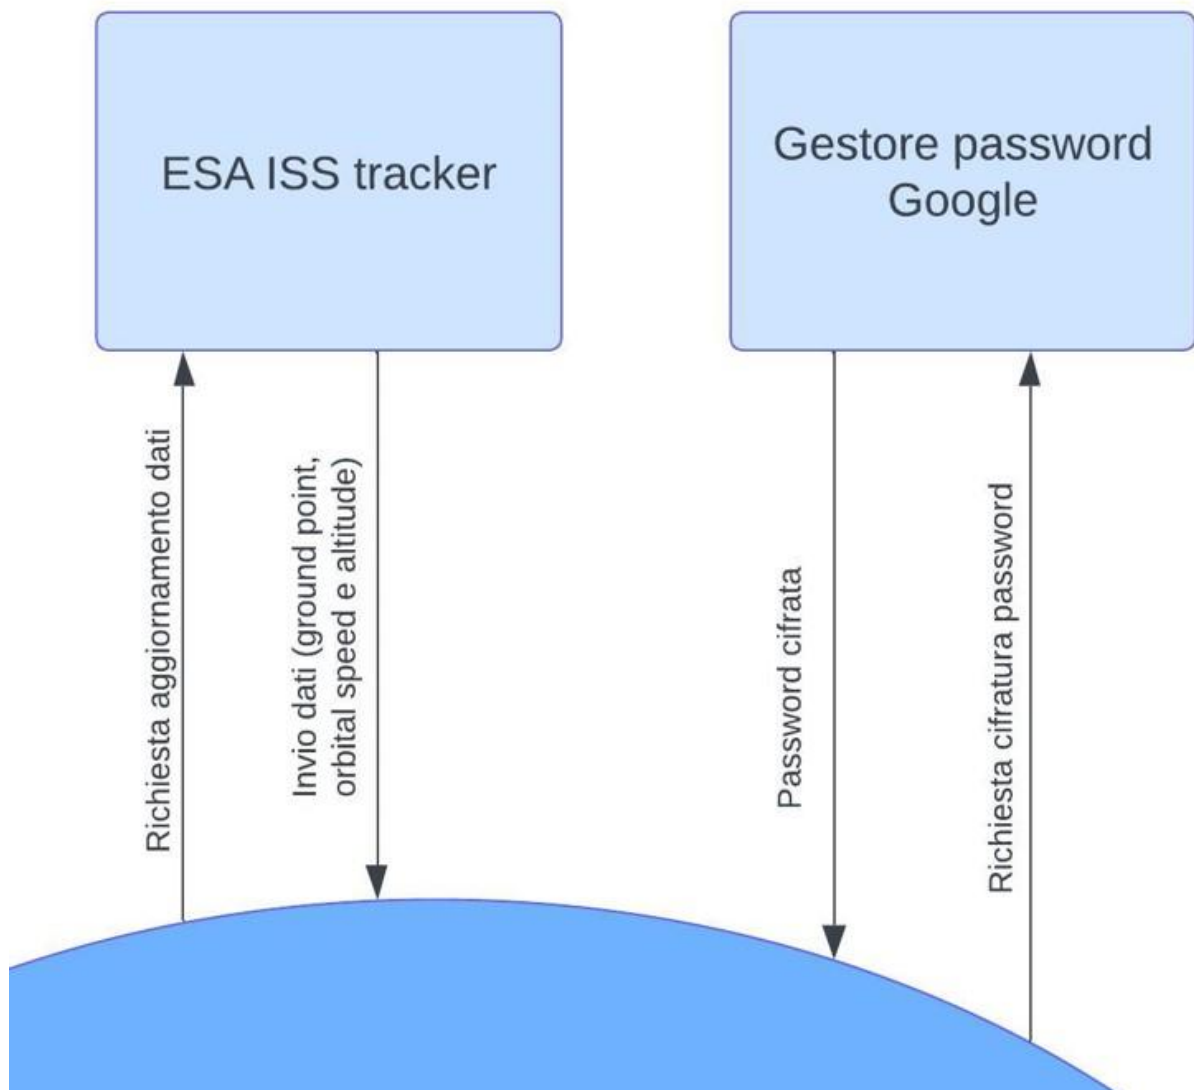 ESA ISS tracker
Gestore password
Google
Richiesta aggiornamento dati
Invio dati (ground point,
orbital speed e altitude)
Password cifrata
Richiesta cifratura password